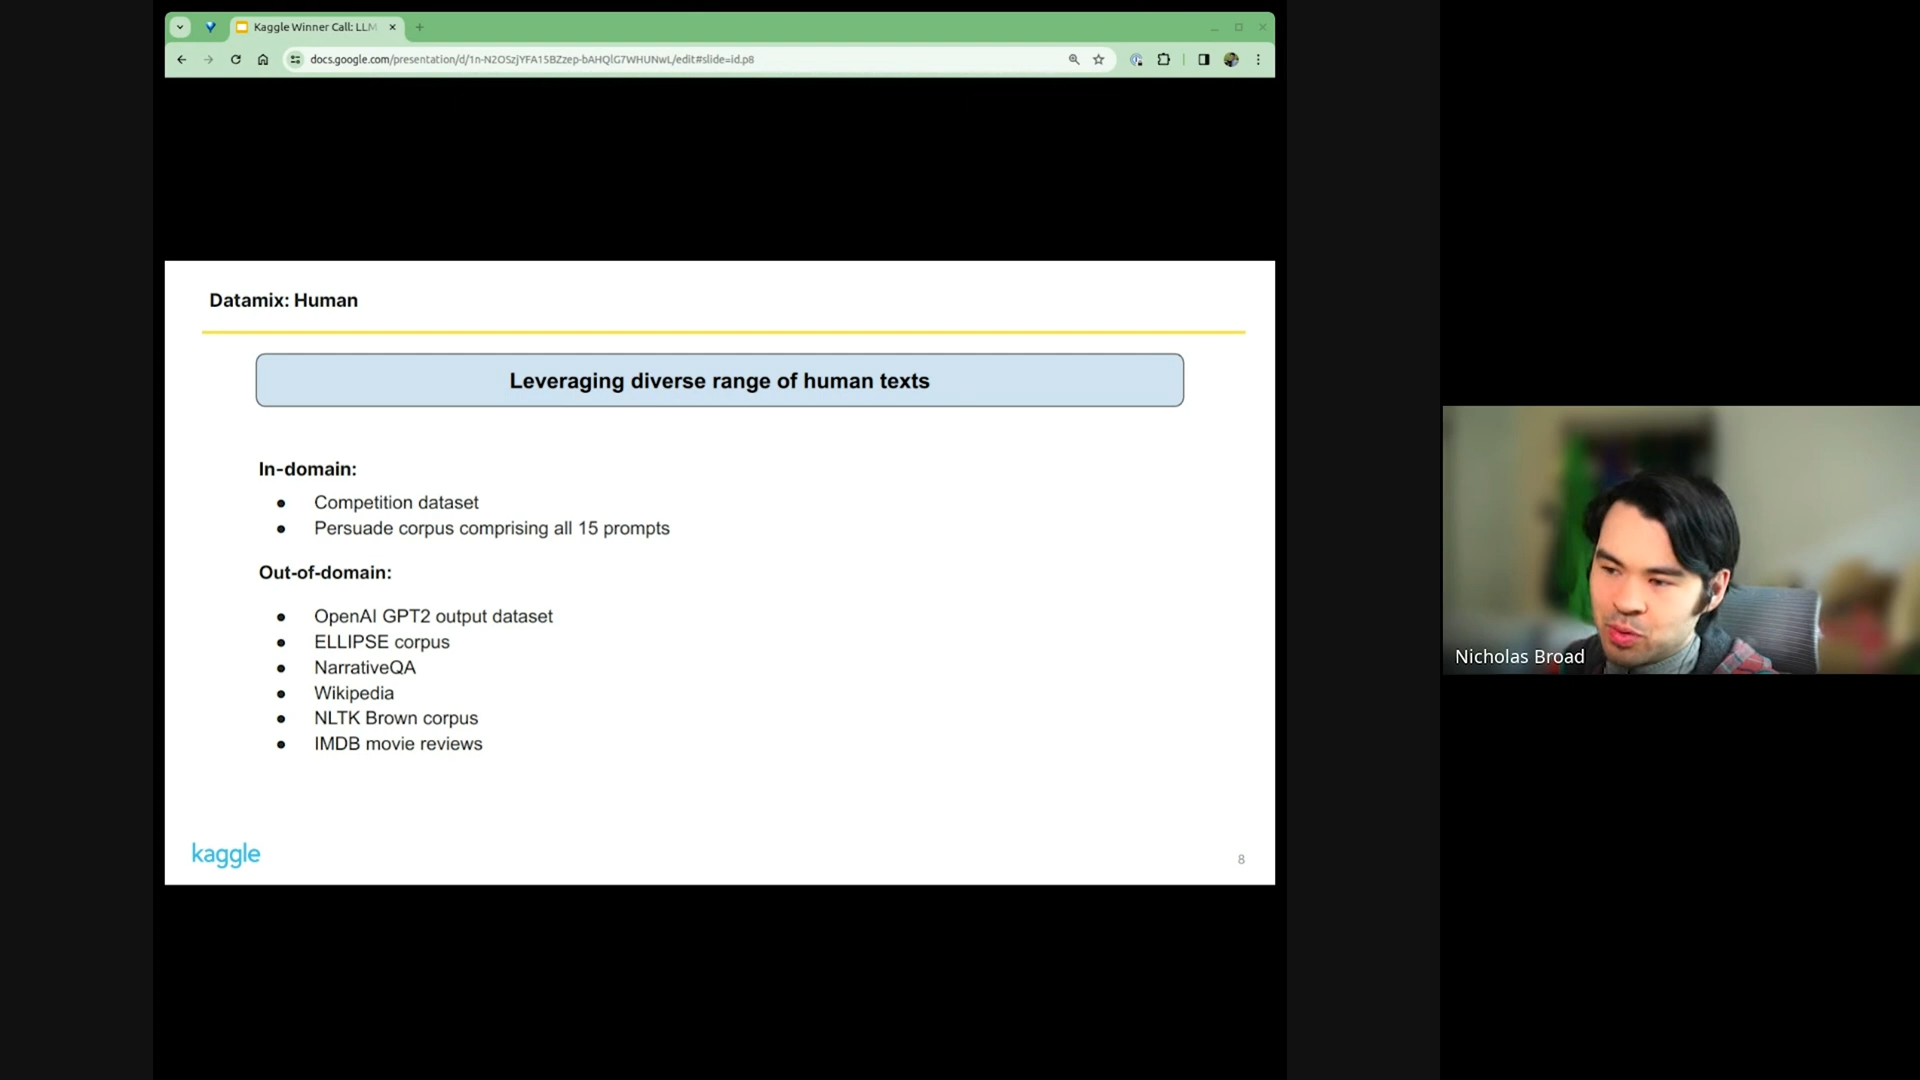 Kaggle Winner Call: LLM
docs.google.com/presentation/d/1n-N2OSzjYFA15BZzep-bAHQlG7WHUNwL/edit#slide=id.p8
Datamix: Human
Leveraging diverse range of human texts
In-domain:
● Competition dataset
● Persuade corpus comprising all 15 prompts
Out-of-domain:
● OpenAI GPT2 output dataset
● ELLIPSE corpus
● NarrativeQA
● Wikipedia
● NLTK Brown corpus
● IMDB movie reviews
kaggle
8
Nicholas Broad